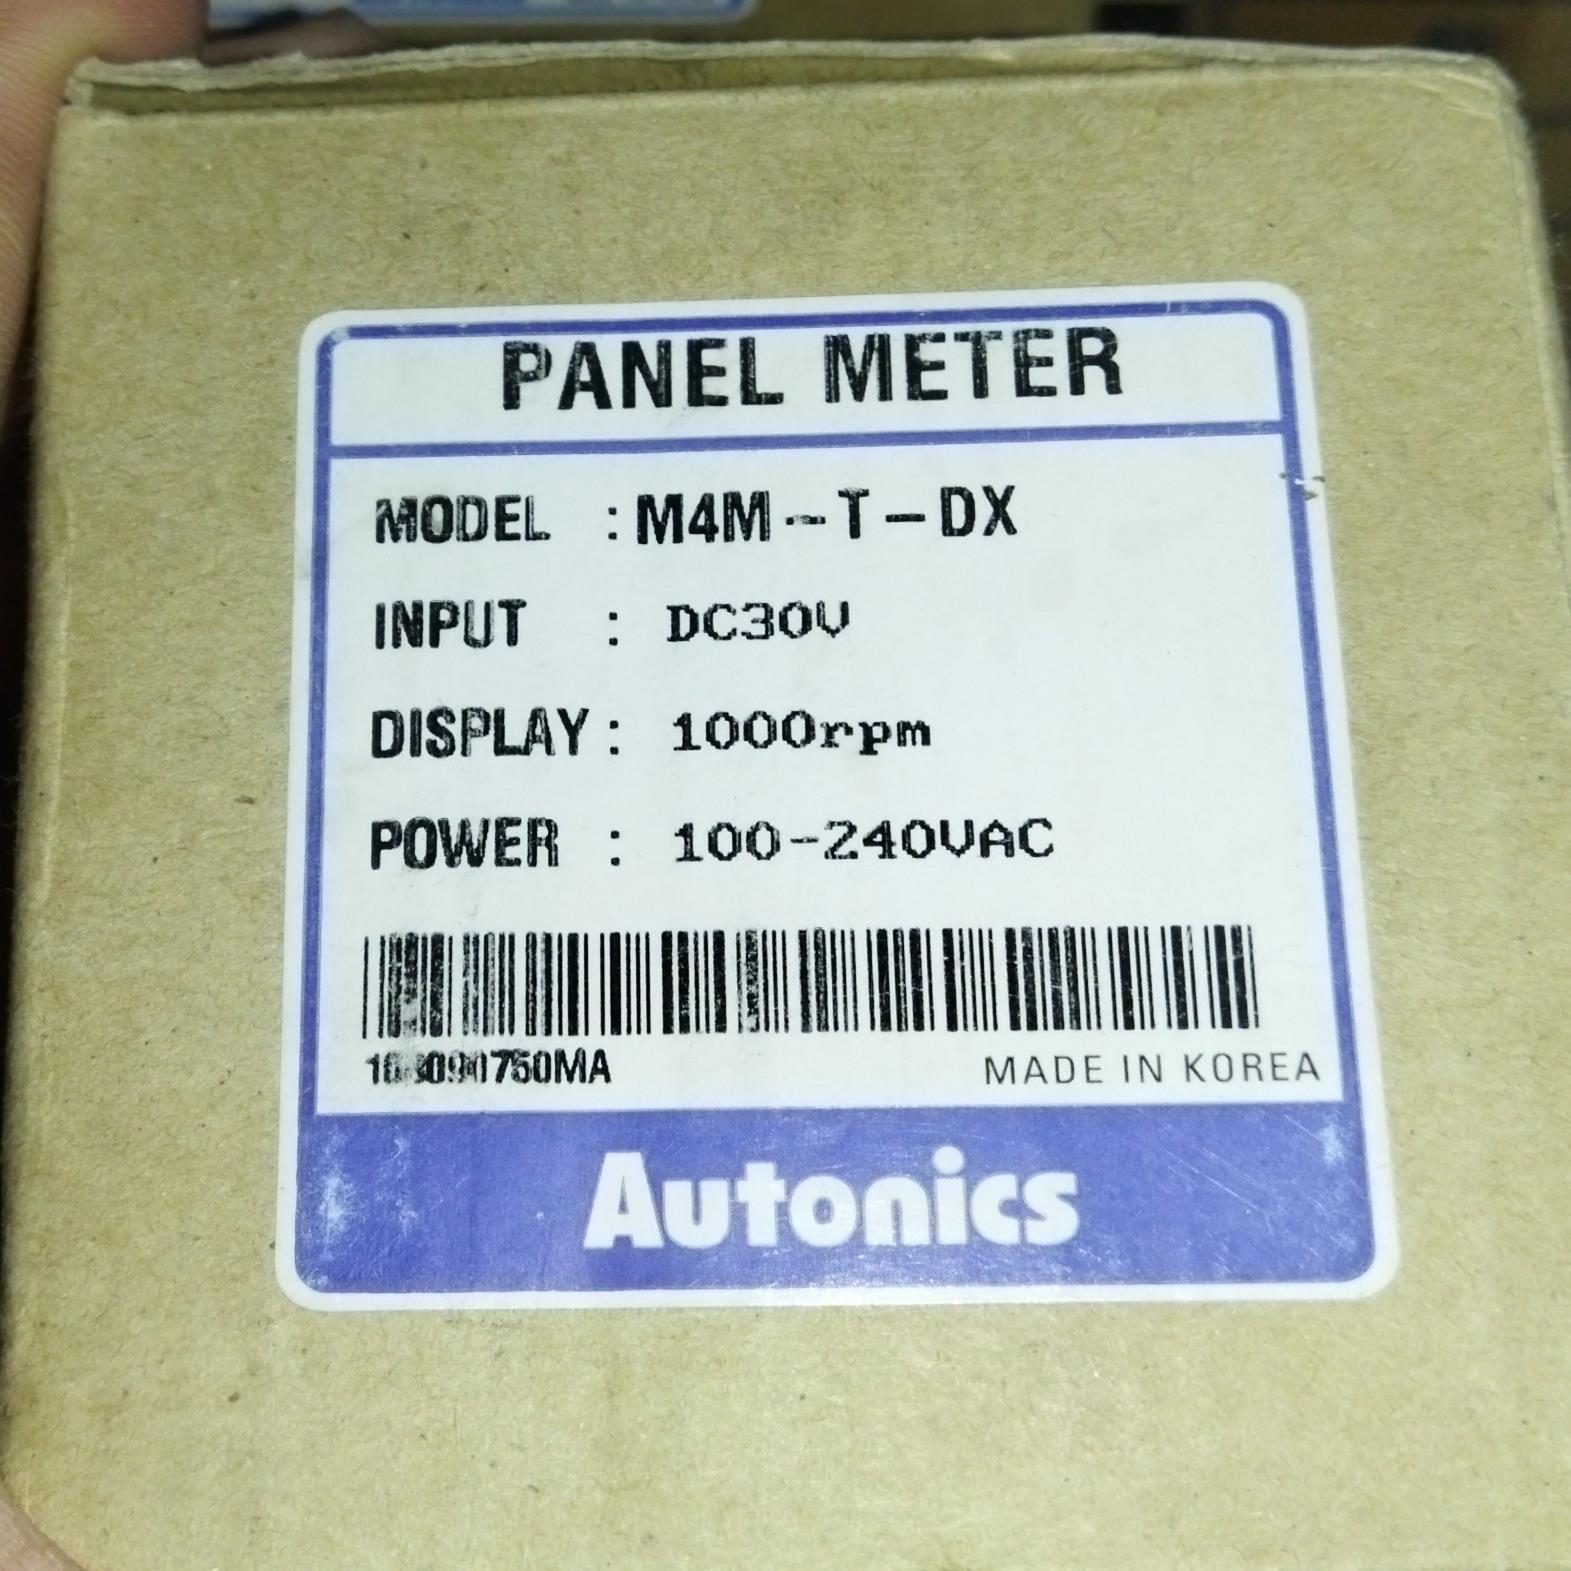 PANEL METER
MODEL : M4M-T-DX
INPUT : DC30V
DISPLAY : 1000rpm
POWER : 100-240VAC
MADE IN KOREA
Autonics